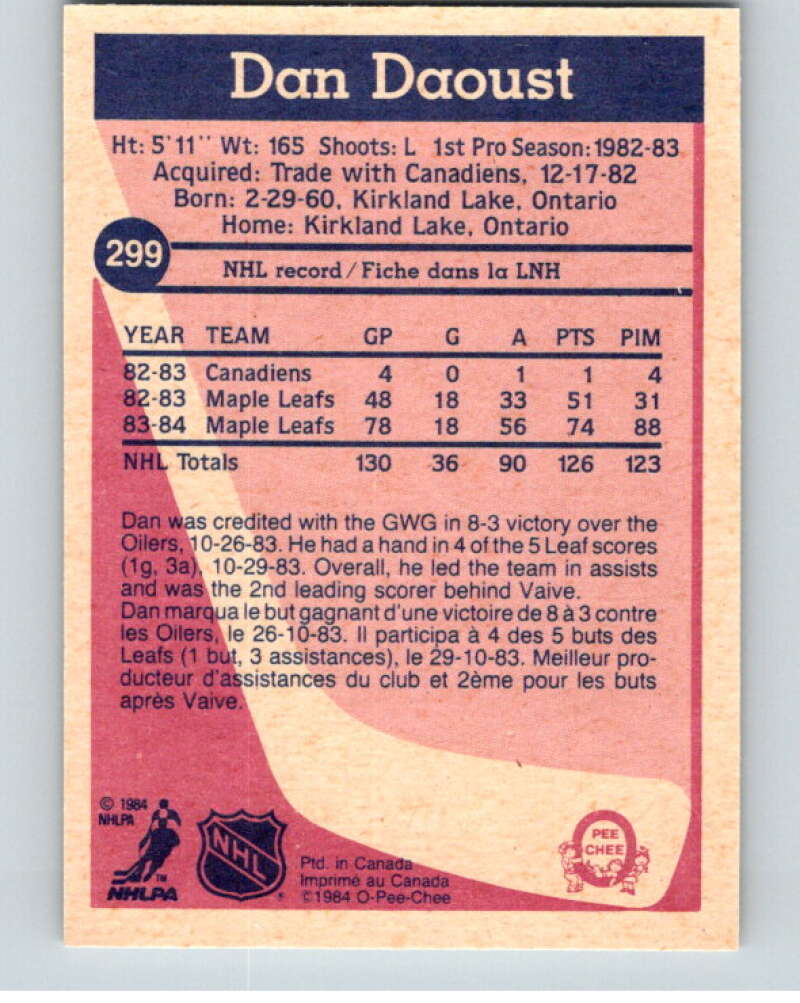 Dan Daoust
Ht: 5'11" Wt: 165 Shoots: L 1st Pro Season: 1982-83
Acquired: Trade with Canadiens, 12-17-82
Born: 2-29-60, Kirkland Lake, Ontario
Home: Kirkland Lake, Ontario
299
NHL record / Fiche dans la LNH
YEAR TEAM GP G A PTS PIM
82-83 Canadiens 4 0 1 1 4
82-83 Maple Leafs 48 18 33 51 31
83-84 Maple Leafs 78 18 56 74 88
NHL Totals 130 36 90 126 123
Dan was credited with the GWG in 8-3 victory over the
Oilers, 10-26-83. He had a hand in 4 of the 5 Leaf scores
(1g, 3a), 10-29-83. Overall, he led the team in assists
and was the 2nd leading scorer behind Vaive.
Dan marqua le but gagnant d'une victoire de 8 à 3 contre
les Oilers, le 26-10-83. Il participa à 4 des 5 buts des
Leafs (1 but, 3 assistances), le 29-10-83. Meilleur pro-
ducteur d'assistances du club et 2ème pour les buts
après Vaive.
© 1984
NHLPA
TM
NHLPA
NHL
®
Ptd. in Canada
Imprimé au Canada
©1984 O-Pee-Chee
PEE
CHEE